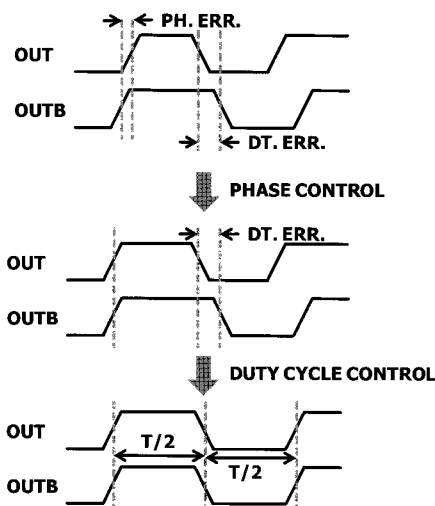 PH. ERR.
OUT
OUTB
DT. ERR.
PHASE CONTROL
DT. ERR.
OUT
OUTB
DUTY CYCLE CONTROL
OUT
T/2
T/2
OUTB